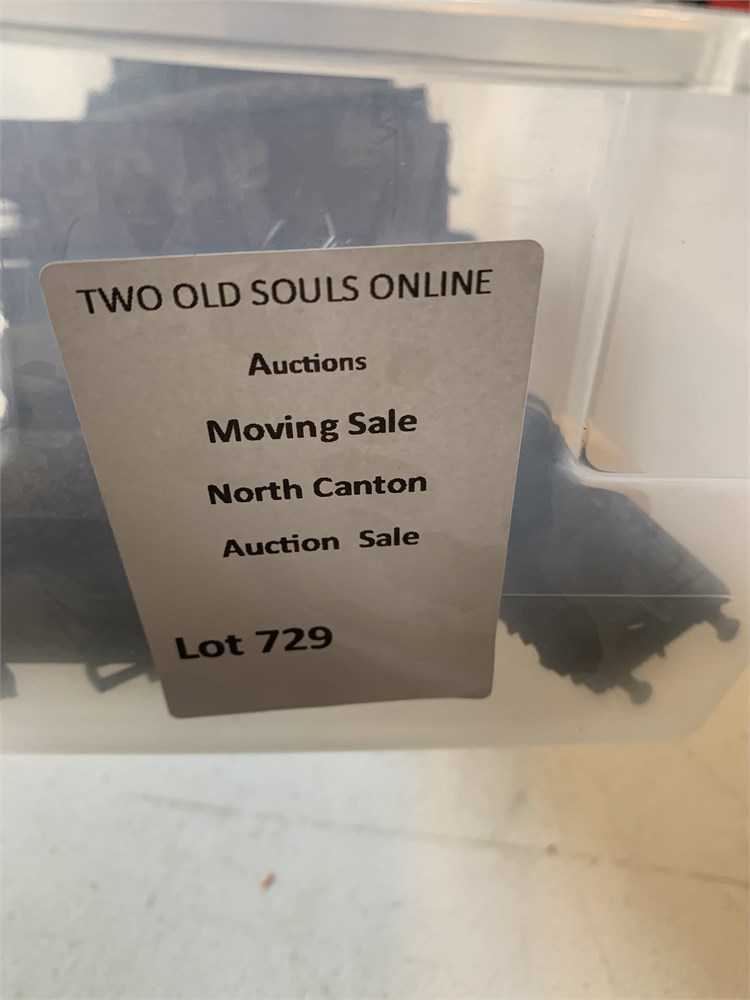 TWO OLD SOULS ONLINE
Auctions
Moving Sale
North Canton
Auction Sale
Lot 729